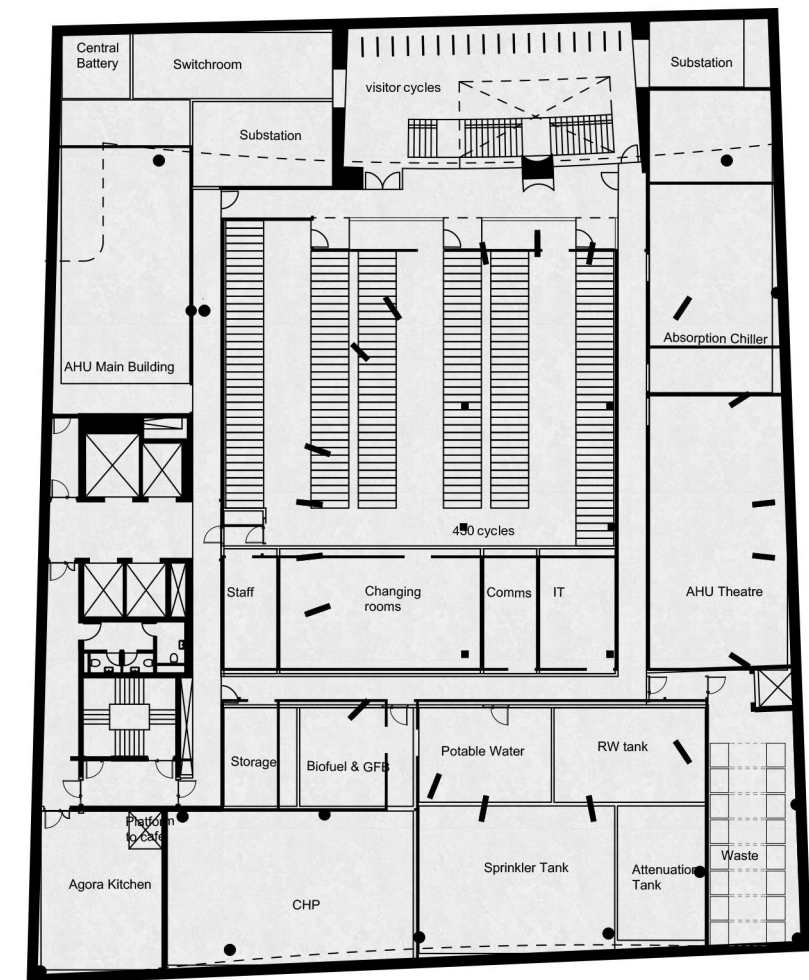 Central
Battery
Switchroom
Substation
visitor cycles
Substation
AHU Main Building
Absorption Chiller
450 cycles
Staff
Changing
rooms
Comms
IT
AHU Theatre
Storage
Biofuel & GFB
Potable Water
RW tank
Platform
to cafe
Agora Kitchen
CHP
Sprinkler Tank
Attenuation
Tank
Waste